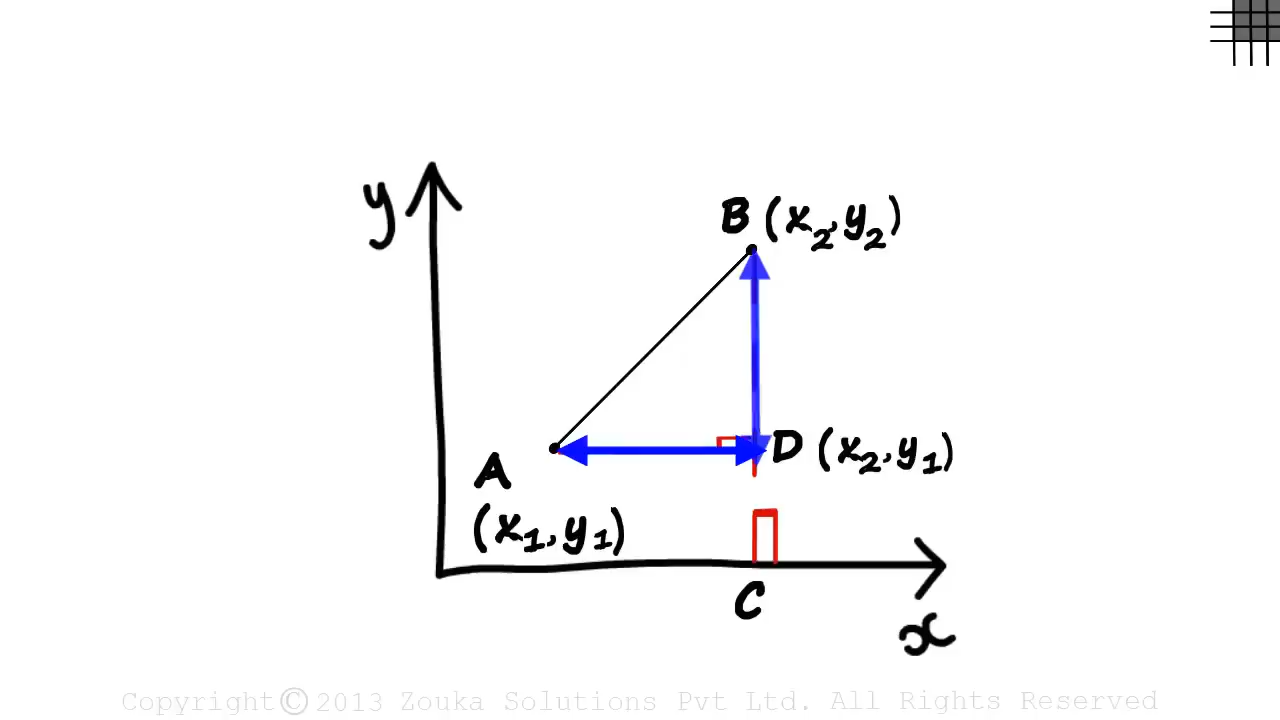 y
B (x₂, y₂)
D (x₂, y₁)
A
(x₁, y₁)
C
x
Copyright © 2013 Zouka Solutions Pvt Ltd. All Rights Reserved